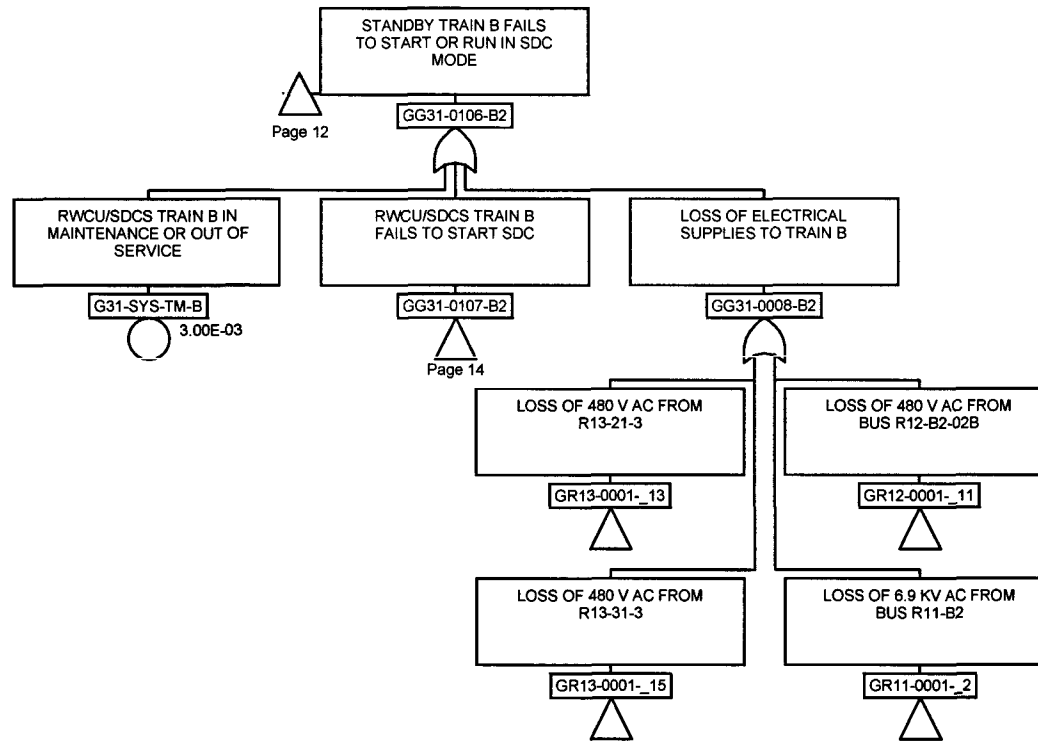 STANDBY TRAIN B FAILS
TO START OR RUN IN SDC
MODE
Page 12
GG31-0106-B2
RWCU/SDCS TRAIN B IN
MAINTENANCE OR OUT OF
SERVICE
G31-SYS-TM-B
3.00E-03
RWCU/SDCS TRAIN B
FAILS TO START SDC
GG31-0107-B2
Page 14
LOSS OF ELECTRICAL
SUPPLIES TO TRAIN B
GG31-0008-B2
LOSS OF 480 V AC FROM
R13-21-3
GR13-0001-_13
LOSS OF 480 V AC FROM
BUS R12-B2-02B
GR12-0001-_11
LOSS OF 480 V AC FROM
R13-31-3
GR13-0001-_15
LOSS OF 6.9 KV AC FROM
BUS R11-B2
GR11-0001-_2